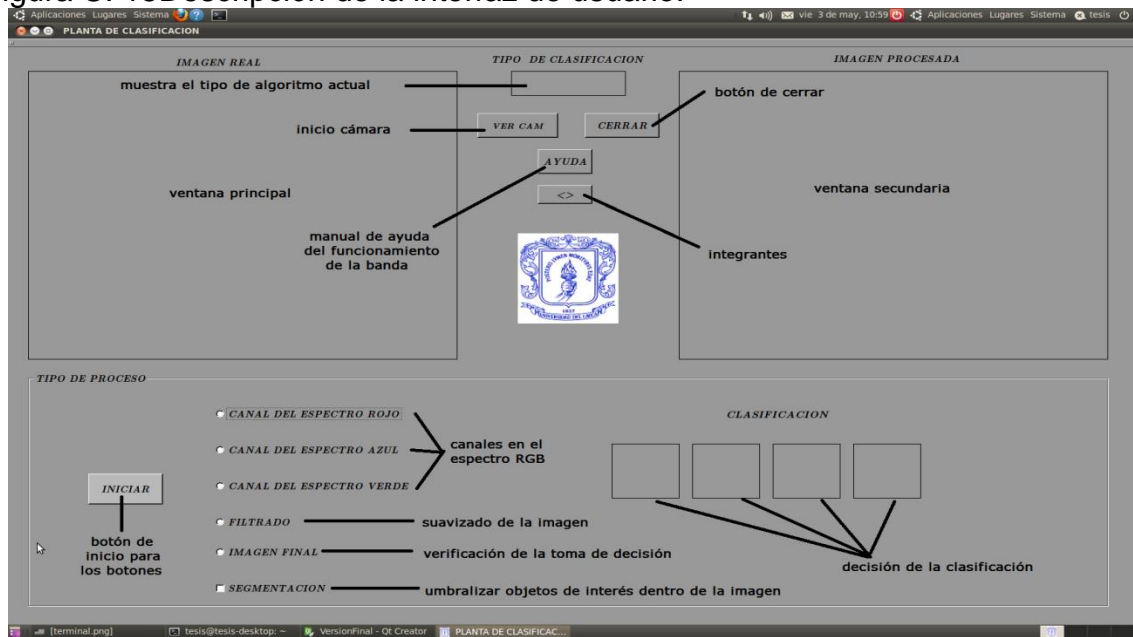 Aplicaciones Lugares Sistema
vie 3 de may, 10:59
Aplicaciones Lugares Sistema
tesis
PLANTA DE CLASIFICACION
IMAGEN REAL
TIPO DE CLASIFICACION
IMAGEN PROCESADA
muestra el tipo de algoritmo actual
botón de cerrar
inicio cámara
VER CAM
CERRAR
AYUDA
ventana principal
<>
ventana secundaria
manual de ayuda
del funcionamiento
de la banda
integrantes
TIPO DE PROCESO
CANAL DEL ESPECTRO ROJO
CLASIFICACION
CANAL DEL ESPECTRO AZUL
canales en el
espectro RGB
CANAL DEL ESPECTRO VERDE
INICIAR
FILTRADO
suavizado de la imagen
botón de
inicio para
los botones
IMAGEN FINAL
verificación de la toma de decisión
decisión de la clasificación
SEGMENTACION
umbralizar objetos de interés dentro de la imagen
[terminal.png]
tesis@tesis-desktop: ~
VersionFinal - Qt Creator
PLANTA DE CLASIFICAC...